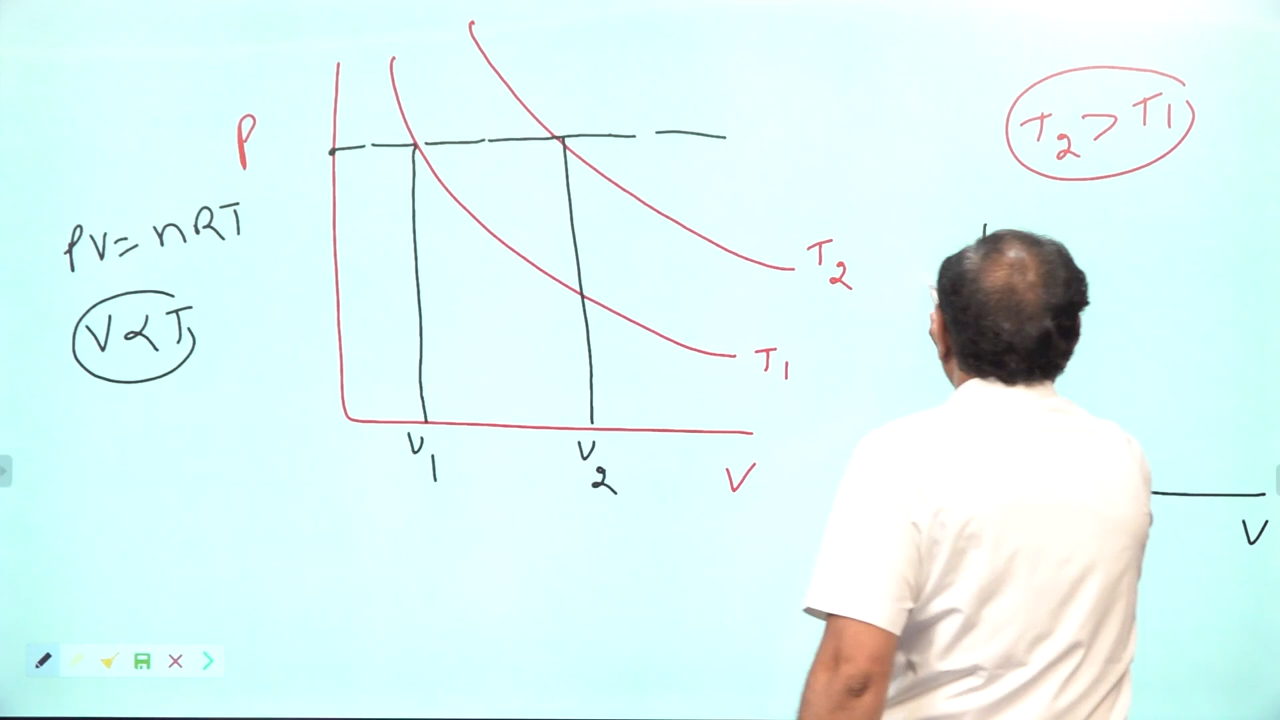 P
PV = nRT
V ∝ T
T2
T1
V1
V2
V
T2 > T1
V